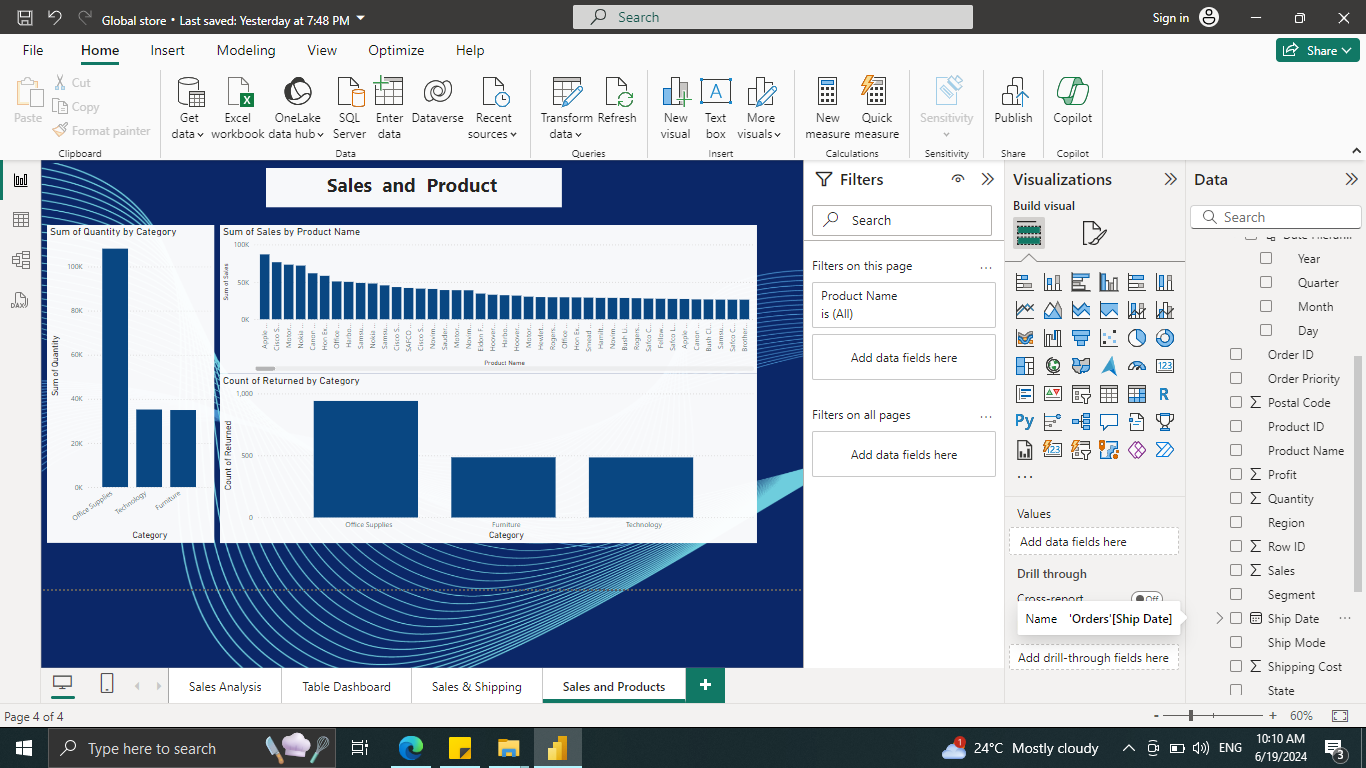 Global store • Last saved: Yesterday at 7:48 PM
Search
Sign in
File
Home
Insert
Modeling
View
Optimize
Help
Share
Paste
Cut
Copy
Format painter
Clipboard
Get data
Excel workbook
OneLake data hub
SQL Server
Enter data
Dataverse
Recent sources
Data
Transform data
Refresh
Queries
New visual
Text box
More visuals
Insert
New measure
Quick measure
Calculations
Sensitivity
Sensitivity
Publish
Share
Copilot
Copilot
Sales and Product
Sum of Quantity by Category
Sum of Quantity
100K
80K
60K
40K
20K
0K
Office Supplies
Technology
Furniture
Category
Sum of Sales by Product Name
Sum of Sales
100K
50K
0K
Apple ...
Cisco S...
Motor...
Nokia ...
Canon ...
Hon Ex...
Office ...
Harbo...
Samsu...
Nokia ...
Motor...
Samsu...
Cisco S...
SAFCO...
Cisco S...
Novim...
Sauder...
Motor...
Novim...
Eldon F...
Hoover...
Harbo...
Hoover...
Motor...
Hewlet...
Rogers...
Office ...
Hon Ex...
Smead...
Hamilt...
Novim...
Bush Li...
Rogers...
Safco C...
Fellow...
Safco L...
Apple ...
Canon ...
Bush Cl...
Samsu...
Safco C...
Brother...
Product Name
Count of Returned by Category
Count of Returned
1,000
500
0
Office Supplies
Furniture
Technology
Category
Filters
Search
Filters on this page
...
Product Name
is (All)
Add data fields here
Filters on all pages
...
Add data fields here
Visualizations
Build visual
123
R
Py
123
...
Values
Add data fields here
Drill through
Cross-report
Off
Name 'Orders'[Ship Date]
Add drill-through fields here
Data
Search
Year
Quarter
Month
Day
Order ID
Order Priority
Postal Code
Product ID
Product Name
Profit
Quantity
Region
Row ID
Sales
Segment
Ship Date
...
Ship Mode
Shipping Cost
State
Sales Analysis
Table Dashboard
Sales & Shipping
Sales and Products
+
Page 4 of 4
- + 60%
Type here to search
1
24°C Mostly cloudy
ENG
10:10 AM
6/19/2024
3